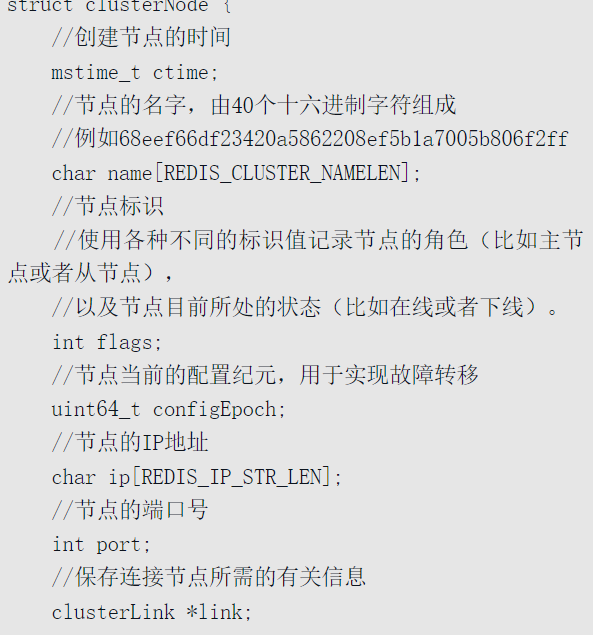 struct clusterNode {
//创建节点的时间
mstime_t ctime;
//节点的名字，由40个十六进制字符组成
//例如68eef66df23420a5862208ef5b1a7005b806f2ff
char name[REDIS_CLUSTER_NAMELEN];
//节点标识
//使用各种不同的标识值记录节点的角色（比如主节
点或者从节点），
//以及节点目前所处的状态（比如在线或者下线）。
int flags;
//节点当前的配置纪元，用于实现故障转移
uint64_t configEpoch;
//节点的IP地址
char ip[REDIS_IP_STR_LEN];
//节点的端口号
int port;
//保存连接节点所需的有关信息
clusterLink *link;